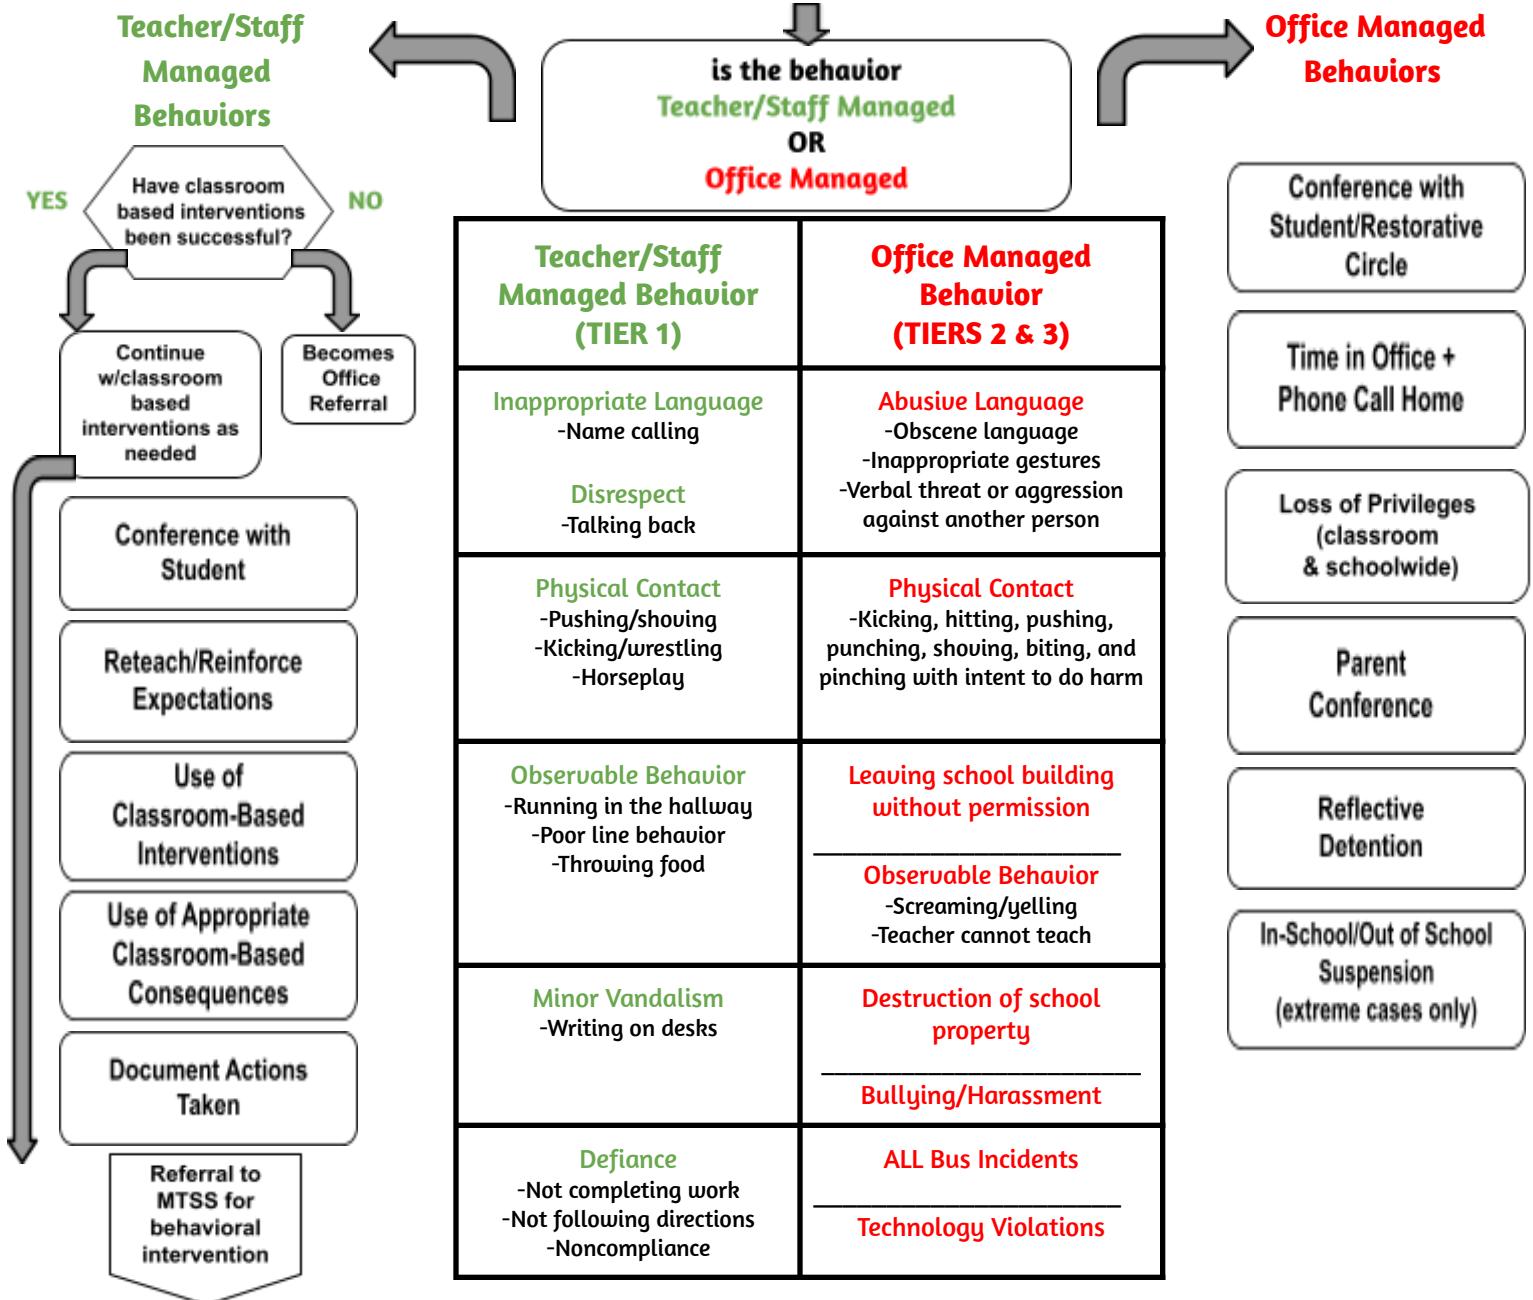 Teacher/Staff
Managed
Behaviors
Have classroom
based interventions
been successful?
YES
NO
Continue
w/classroom
based
interventions as
needed
Becomes
Office
Referral
Conference with
Student
Reteach/Reinforce
Expectations
Use of
Classroom-Based
Interventions
Use of Appropriate
Classroom-Based
Consequences
Document Actions
Taken
Referral to
MTSS for
behavioral
intervention
is the behavior
Teacher/Staff Managed
OR
Office Managed
Teacher/Staff
Managed Behavior
(TIER 1)
Office Managed
Behavior
(TIERS 2 & 3)
Inappropriate Language
-Name calling
Disrespect
-Talking back
Abusive Language
-Obscene language
-Inappropriate gestures
-Verbal threat or aggression
against another person
Physical Contact
-Pushing/shoving
-Kicking/wrestling
-Horseplay
Physical Contact
-Kicking, hitting, pushing,
punching, shoving, biting, and
pinching with intent to do harm
Observable Behavior
-Running in the hallway
-Poor line behavior
-Throwing food
Leaving school building
without permission
Observable Behavior
-Screaming/yelling
-Teacher cannot teach
Minor Vandalism
-Writing on desks
Destruction of school
property
Bullying/Harassment
Defiance
-Not completing work
-Not following directions
-Noncompliance
ALL Bus Incidents
Technology Violations
Office Managed
Behaviors
Conference with
Student/Restorative
Circle
Time in Office +
Phone Call Home
Loss of Privileges
(classroom
& schoolwide)
Parent
Conference
Reflective
Detention
In-School/Out of School
Suspension
(extreme cases only)